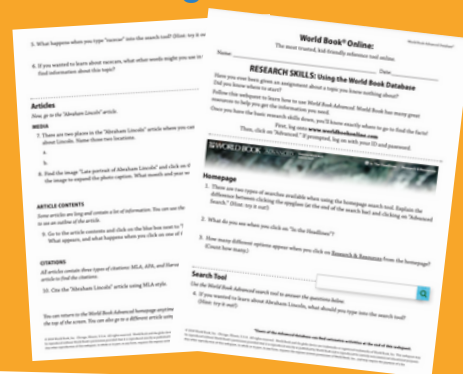 5. What happens when you type "racecar" into the search tool? (Hint: try it
6. If you wanted to learn about racecars, what other words might you use to
find information about this topic?
Articles
Now, go to the "Abraham Lincoln" article.
MEDIA
7. There are two places in the "Abraham Lincoln" article where you can
about Lincoln. Name those two locations.
a.
b.
8. Find the image "Late portrait of Abraham Lincoln" and click on
the image to expand the photo caption. What month and year
ARTICLE CONTENTS
Some articles are long and contain a lot of information. You can use the
to see an outline of the article.
9. Go to the article contents and click on the blue box next to
What appears, and what happens when you click on one of
CITATIONS
All articles contain three types of citations: MLA, APA, and Harvard
article to find the citations.
10. Cite the "Abraham Lincoln" article using MLA style.
You can return to the World Book Advanced homepage anytime
the top of the screen. You can also go to a different article using
World Book® Online:
The most trusted, kid-friendly reference tool online.
World Book Advanced
Name
Date
RESEARCH SKILLS: Using the World Book Database
Have you ever been given an assignment about a topic you knew nothing about?
Did you know where to start?
Follow this webquest to learn how to use World Book Advanced. World Book has many great
resources to help you get the information you need.
Once you have the basic research skills down, you'll know exactly where to go to find the facts!
First, log onto www.worldbookonline.com
Then, click on "Advanced." If prompted, log on with your ID and password.
WORLD BOOK ADVANCED
Homepage
1. There are two types of searches available when using the homepage search tool. Explain the
difference between clicking the spyglass (at the end of the search bar) and clicking on "Advanced
Search." (Hint: try it out!)
2. What do you see when you click on "In the Headlines"?
3. How many different options appear when you click on Research & Resources from the homepage?
(Count how many.)
Search Tool
Use the World Book Advanced search tool to answer the questions below.
4. If you wanted to learn about Abraham Lincoln, what should you type into the search tool?
(Hint: try it out!)